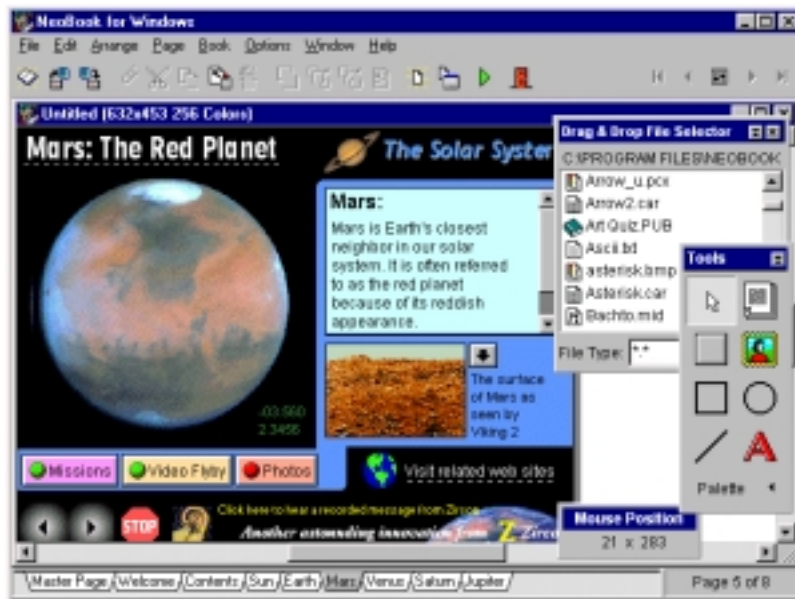 NeoBook for Windows
File Edit Arrange Page Book Options Window Help
Untitled (632x453 256 Colors)
Mars: The Red Planet
The Solar System
Mars:
Mars is Earth's closest
neighbor in our solar
system. It is often referred
to as the red planet
because of its reddish
appearance.
The surface
of Mars as
seen by
Viking 2
-03.560
2.3456
Missions
Video Flyby
Photos
Visit related web sites
STOP
Click here to hear a recorded message from Zircon
Another astounding innovation from
Drag & Drop File Selector
C:\PROGRAM FILES\NEOBOOK
Arrow_u.pcx
Arrow2.car
Art Quiz.PUB
Ascii.txt
asterisk.bmp
Asterisk.car
Bachto.mid
File Type: *.*
Tools
A
Palette
Mouse Position
21 x 283
Master Page Welcome Contents Sun Earth Mars Venus Saturn Jupiter
Page 5 of 8